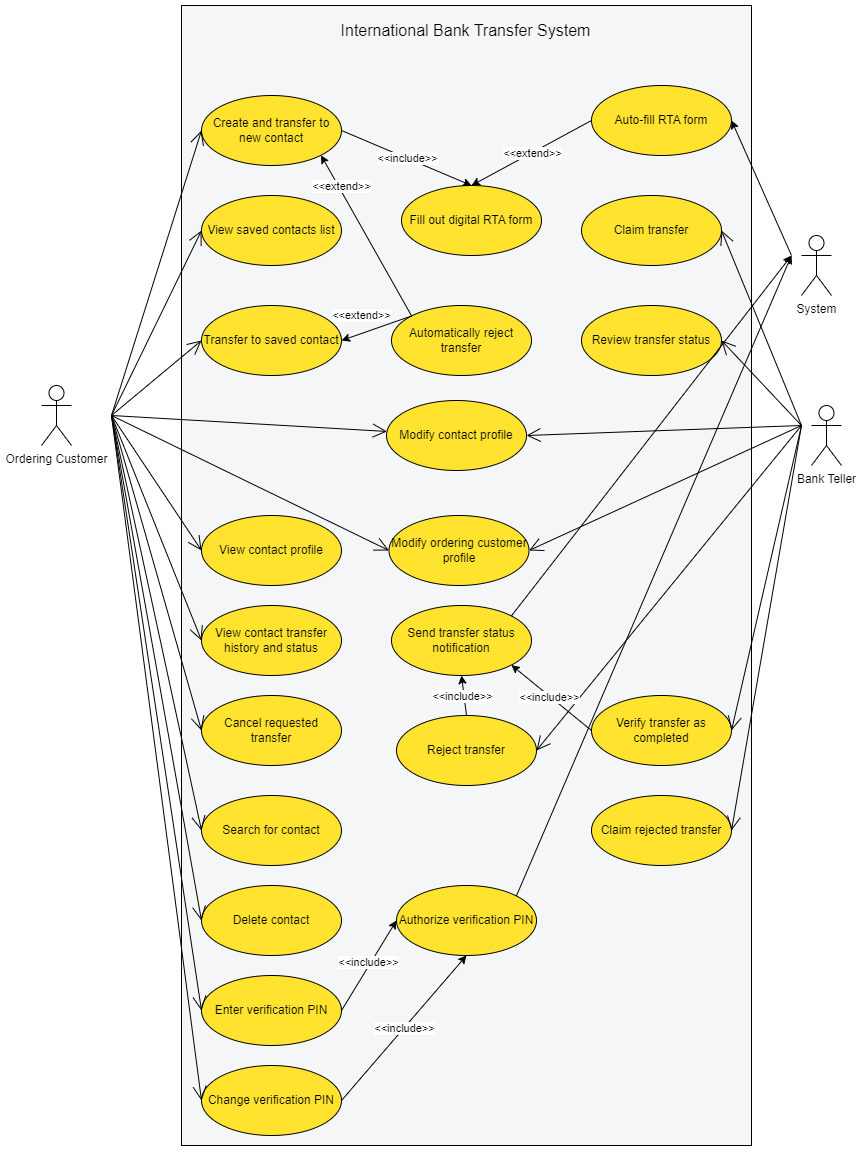 International Bank Transfer System
Create and transfer to
new contact
Auto-fill RTA form
<<include>>
<<extend>>
<<extend>>
View saved contacts list
Fill out digital RTA form
Claim transfer
System
<<extend>>
Transfer to saved contact
Automatically reject
transfer
Review transfer status
Ordering Customer
Modify contact profile
Bank Teller
View contact profile
Modify ordering customer
profile
View contact transfer
history and status
Send transfer status
notification
<<include>>
<<include>>
Cancel requested
transfer
Reject transfer
Verify transfer as
completed
Search for contact
Claim rejected transfer
Delete contact
Authorize verification PIN
<<include>>
Enter verification PIN
<<include>>
Change verification PIN